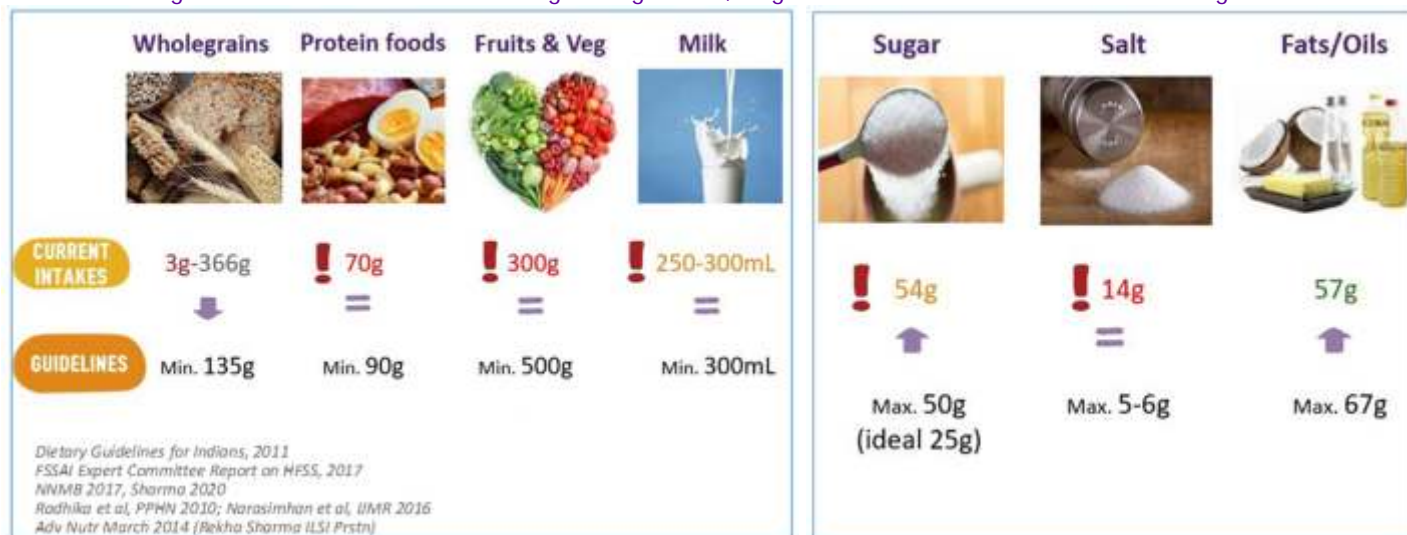 Wholegrains Protein foods Fruits & Veg Milk
CURRENT INTAKES 3g-366g ! 70g ! 300g ! 250-300mL
= = =
GUIDELINES Min. 135g Min. 90g Min. 500g Min. 300mL
Dietary Guidelines for Indians, 2011
FSSAI Expert Committee Report on HFSS, 2017
NNMB 2017, Sharma 2020
Radhika et al, PPHN 2010; Narasimhan et al, IJMR 2016
Adv Nutr March 2014 (Rekha Sharma ILSI Prstn)
Sugar Salt Fats/Oils
! 54g ! 14g 57g
=
Max. 50g Max. 5-6g Max. 67g
(ideal 25g)